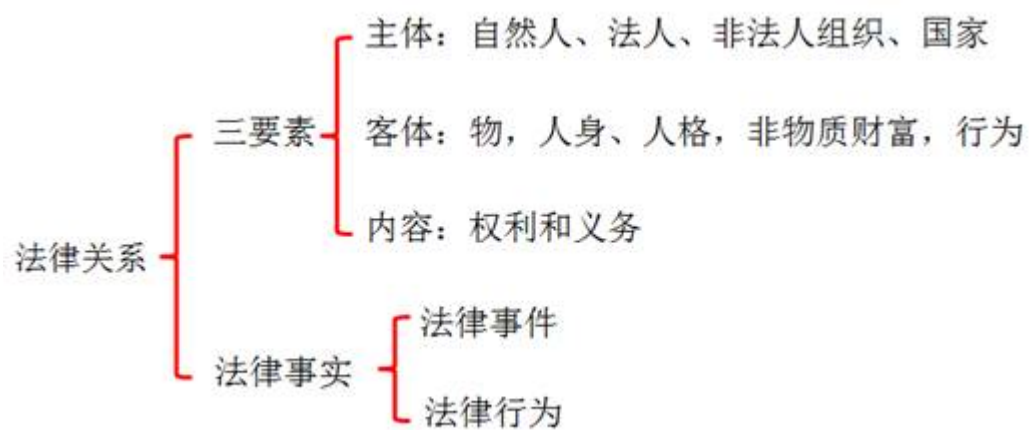 主体：自然人、法人、非法人组织、国家
三要素
客体：物，人身、人格，非物质财富，行为
内容：权利和义务
法律关系
法律事件
法律事实
法律行为